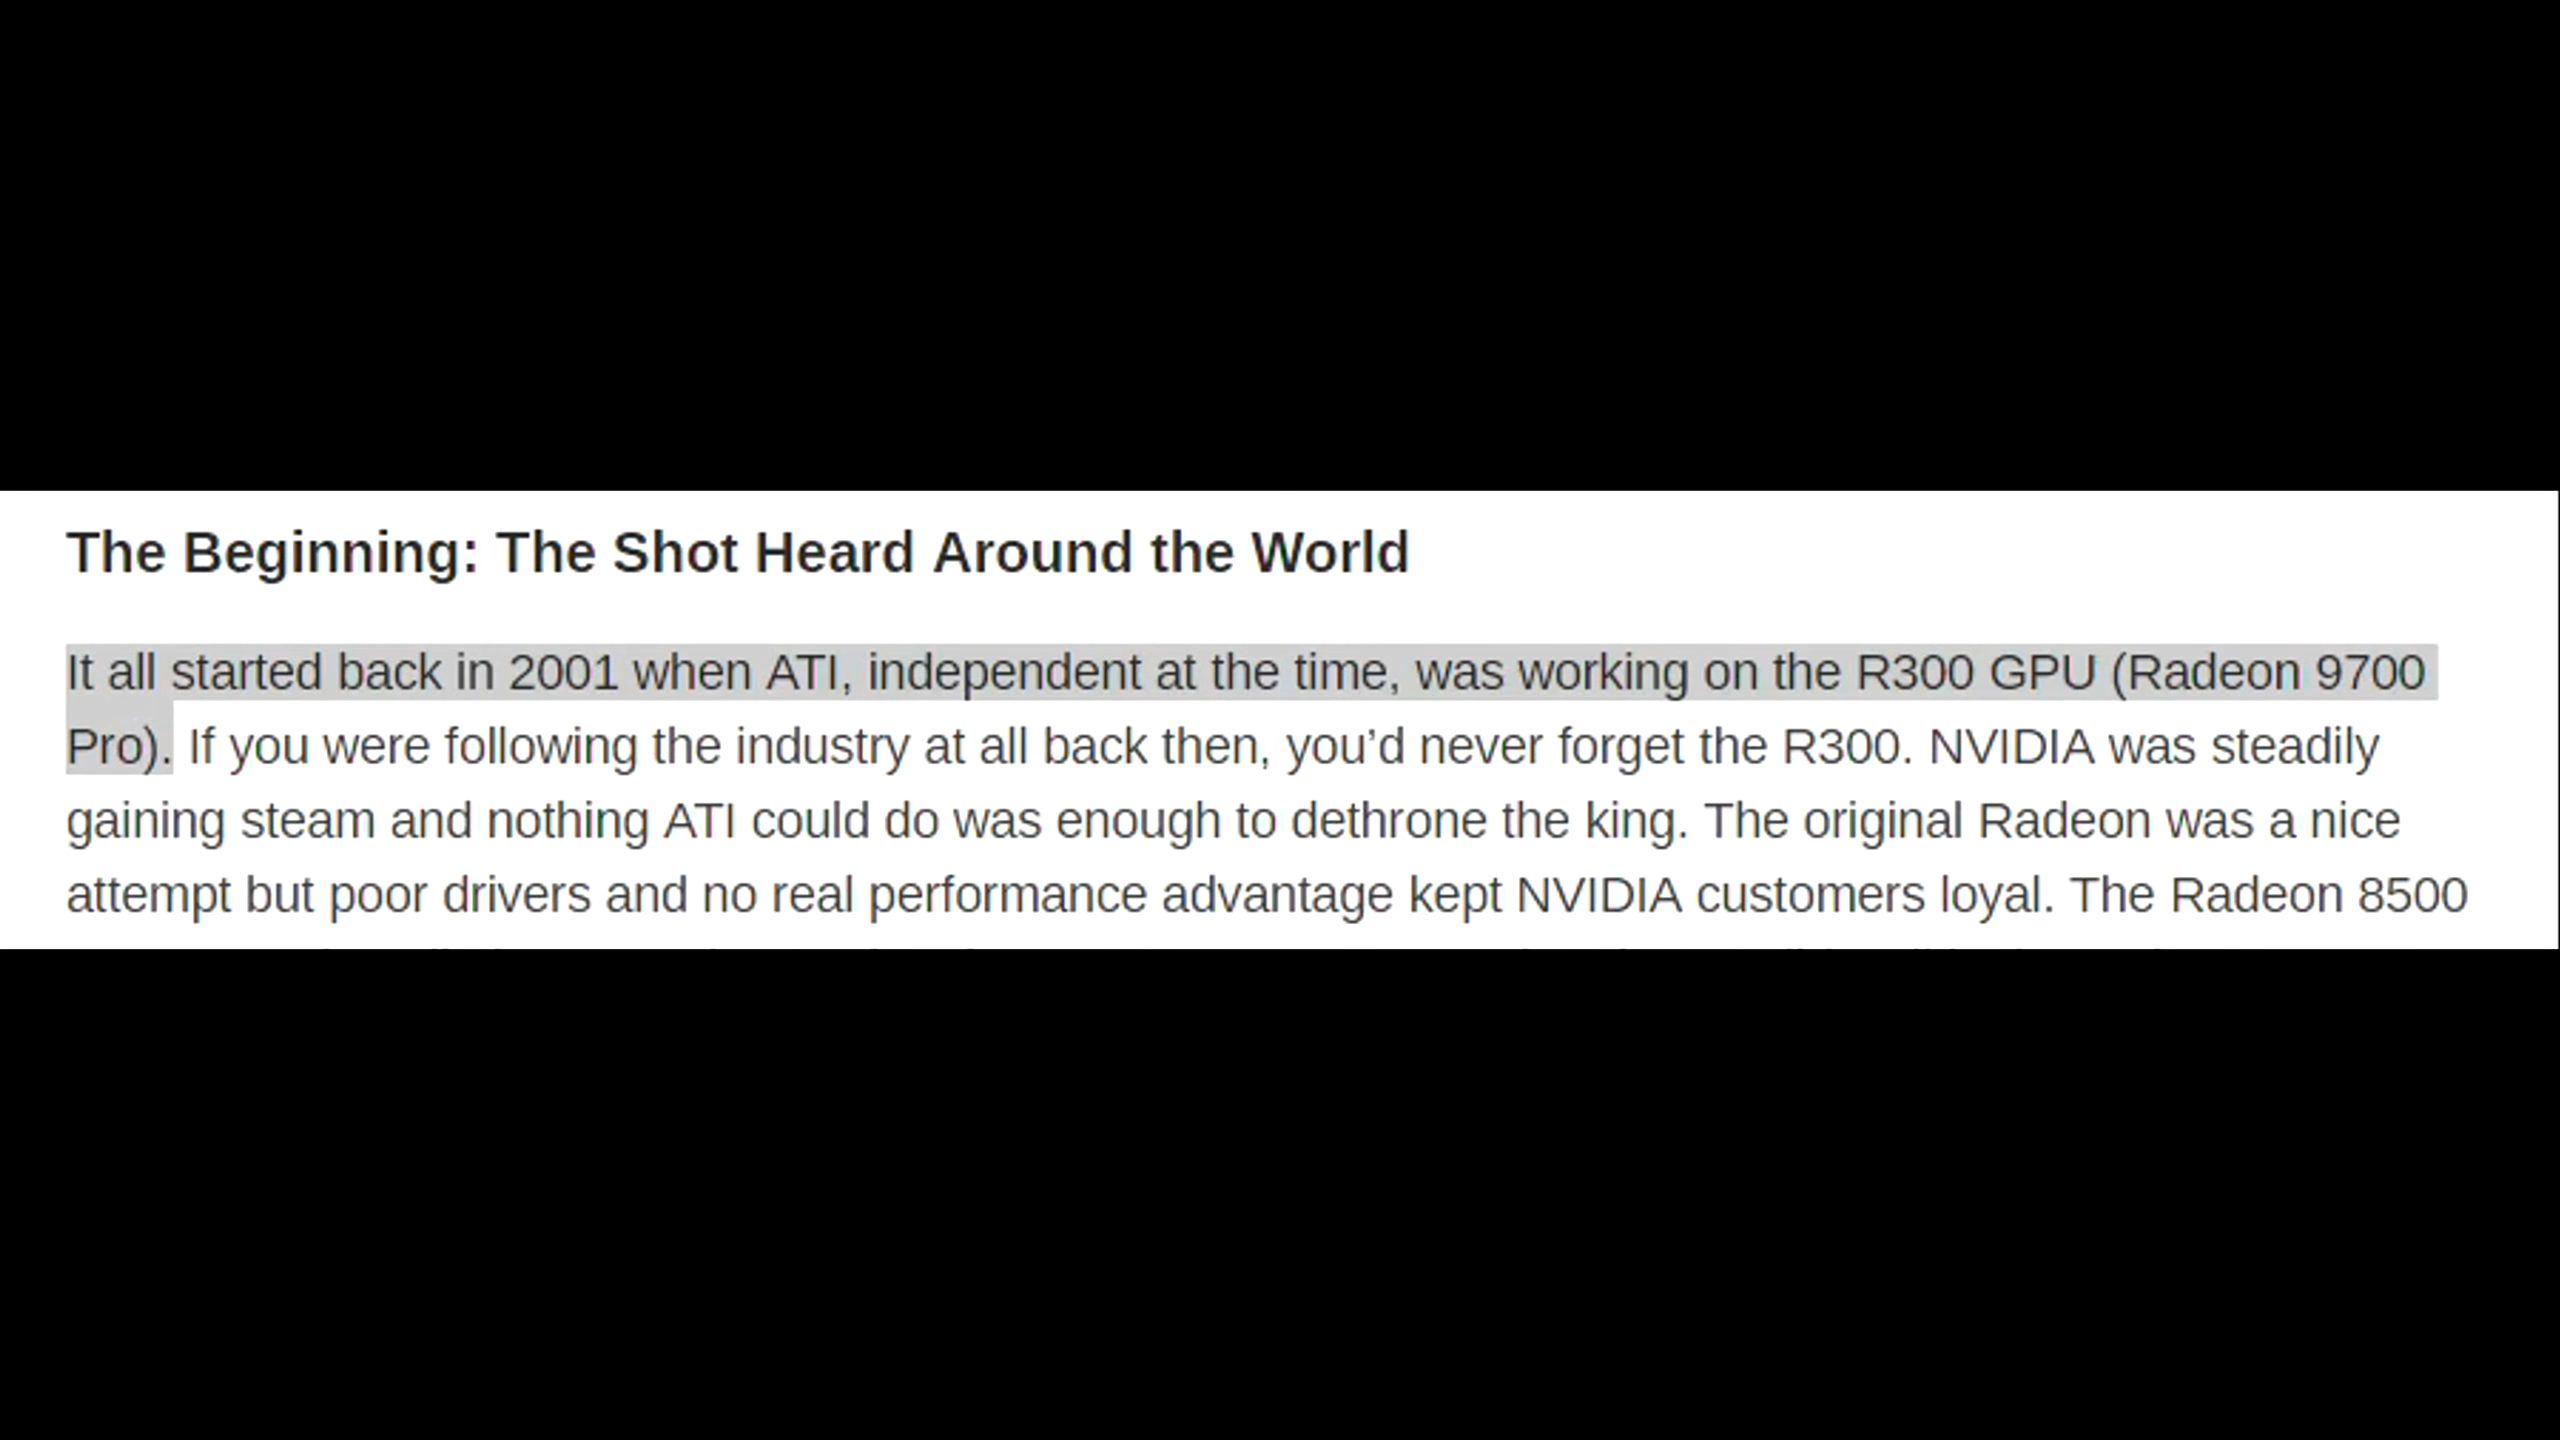 The Beginning: The Shot Heard Around the World
It all started back in 2001 when ATI, independent at the time, was working on the R300 GPU (Radeon 9700
Pro). If you were following the industry at all back then, you’d never forget the R300. NVIDIA was steadily
gaining steam and nothing ATI could do was enough to dethrone the king. The original Radeon was a nice
attempt but poor drivers and no real performance advantage kept NVIDIA customers loyal. The Radeon 8500